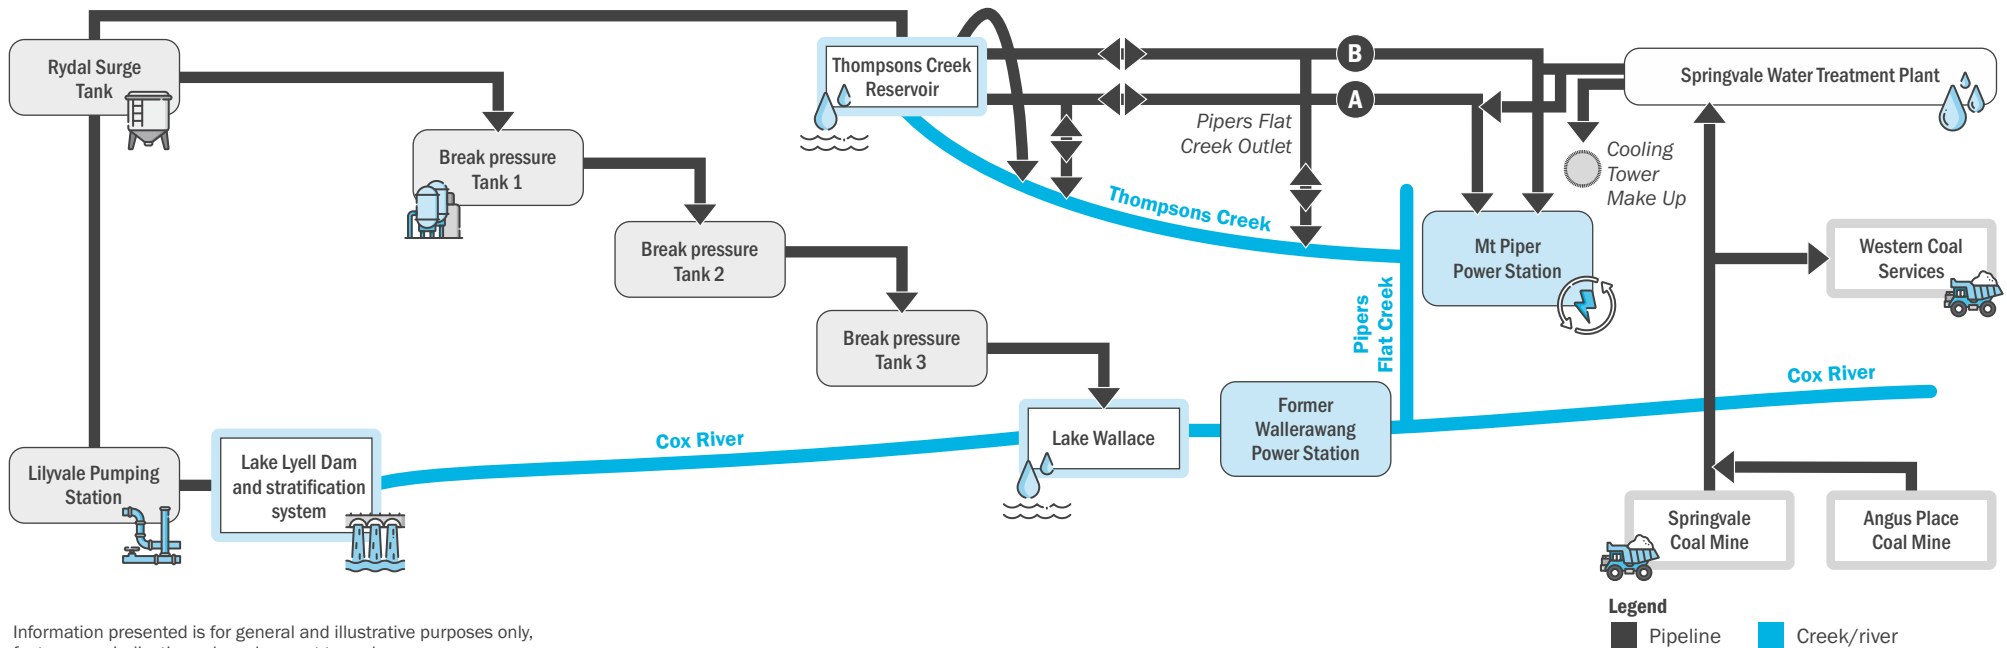 Rydal Surge
Tank
Thompsons Creek
Reservoir
B
A
Springvale Water Treatment Plant
Break pressure
Tank 1
Pipers Flat
Creek Outlet
Cooling
Tower
Make Up
Thompsons Creek
Break pressure
Tank 2
Mt Piper
Power Station
Western Coal
Services
Pipers
Flat Creek
Break pressure
Tank 3
Cox River
Former
Wallerawang
Power Station
Lake Wallace
Cox River
Lilyvale Pumping
Station
Lake Lyell Dam
and stratification
system
Springvale
Coal Mine
Angus Place
Coal Mine
Legend
Pipeline
Creek/river
Information presented is for general and illustrative purposes only,